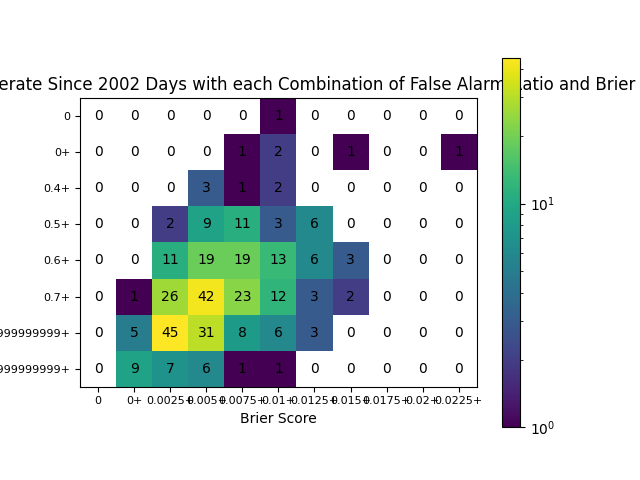 erate Since 2002 Days with each Combination of False Alarm Ratio and Brier
0 0 0 0 0 0 1 0 0 0 0 0
0+ 0 0 0 0 1 2 0 1 0 0 1
0.4+ 0 0 0 3 1 2 0 0 0 0 0
0.5+ 0 0 2 9 11 3 6 0 0 0 0
0.6+ 0 0 11 19 19 13 6 3 0 0 0
0.7+ 0 1 26 42 23 12 3 2 0 0 0
999999999+ 0 5 45 31 8 6 3 0 0 0 0
999999999+ 0 9 7 6 1 1 0 0 0 0 0
0 0+ 0.0025+ 0.005+ 0.0075+ 0.01+ 0.0125+ 0.015+ 0.0175+ 0.02+ 0.0225+
Brier Score
10¹
10⁰